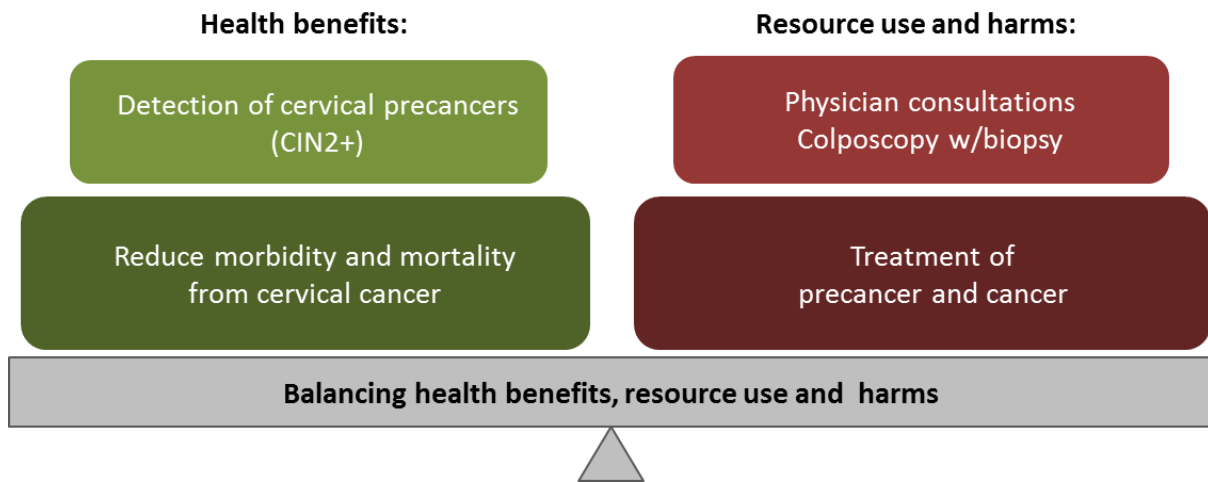 Health benefits:
Resource use and harms:
Detection of cervical precancers
(CIN2+)
Physician consultations
Colposcopy w/biopsy
Reduce morbidity and mortality
from cervical cancer
Treatment of
precancer and cancer
Balancing health benefits, resource use and  harms